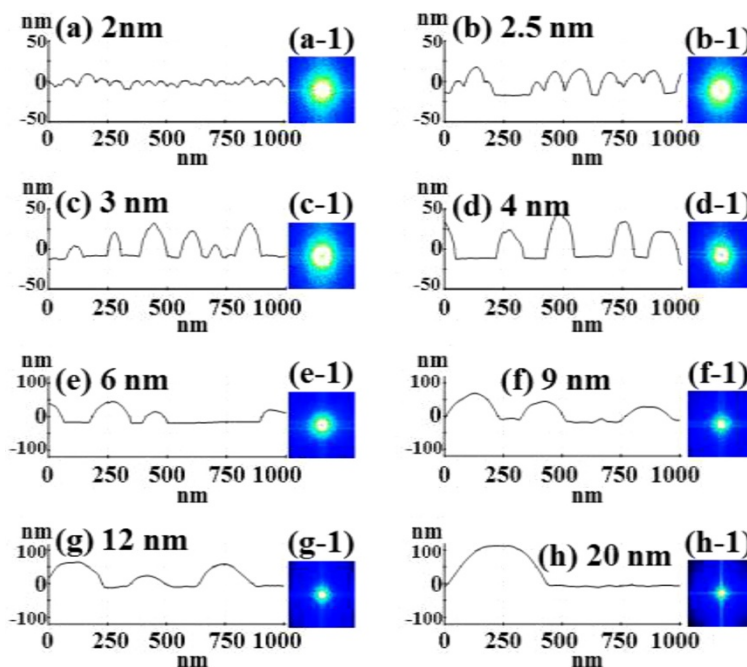 nm (a) 2nm (a-1)
50
0
-50
0 250 500 750 1000
nm
nm (b) 2.5 nm (b-1)
50
0
-50
0 250 500 750 1000
nm
nm (c) 3 nm (c-1)
50
0
-50
0 250 500 750 1000
nm
nm (d) 4 nm (d-1)
50
0
-50
0 250 500 750 1000
nm
nm (e) 6 nm (e-1)
100
0
-100
0 250 500 750 1000
nm
nm (f) 9 nm (f-1)
100
0
-100
0 250 500 750 1000
nm
nm (g) 12 nm (g-1)
100
0
-100
0 250 500 750 1000
nm
nm (h) 20 nm (h-1)
100
0
-100
0 250 500 750 1000
nm